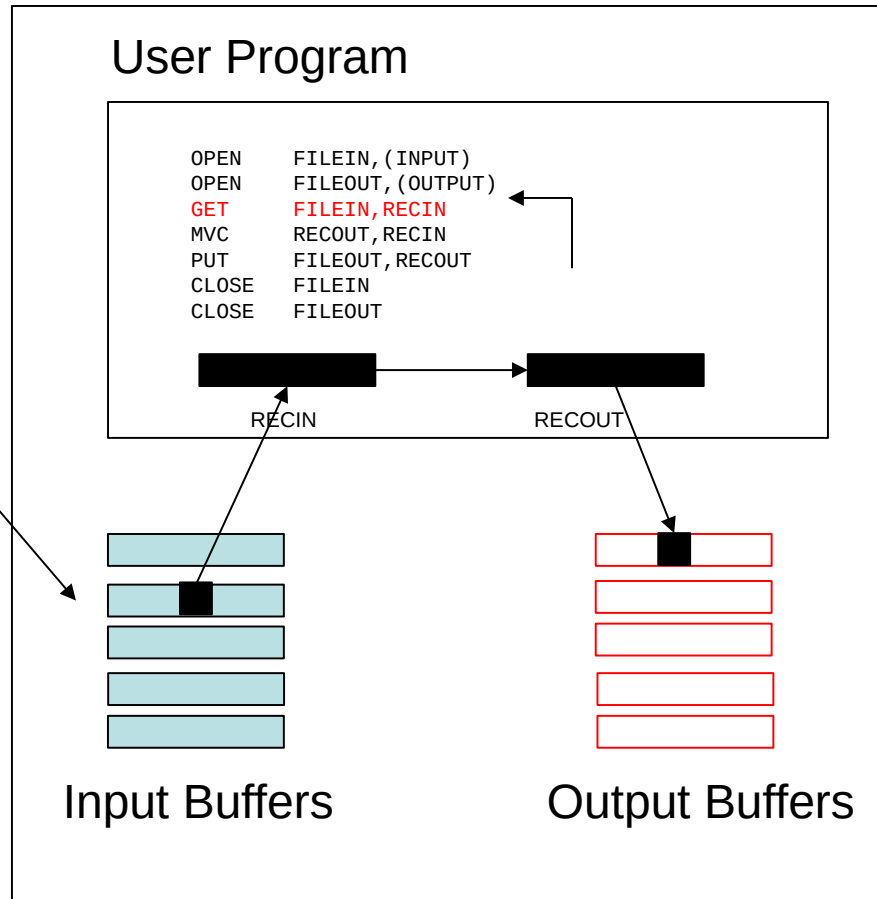 User Program
OPEN    FILEIN,(INPUT)
OPEN    FILEOUT,(OUTPUT)
GET     FILEIN,RECIN
MVC     RECOUT,RECIN
PUT     FILEOUT,RECOUT
CLOSE   FILEIN
CLOSE   FILEOUT
RECIN RECOUT
Input Buffers Output Buffers